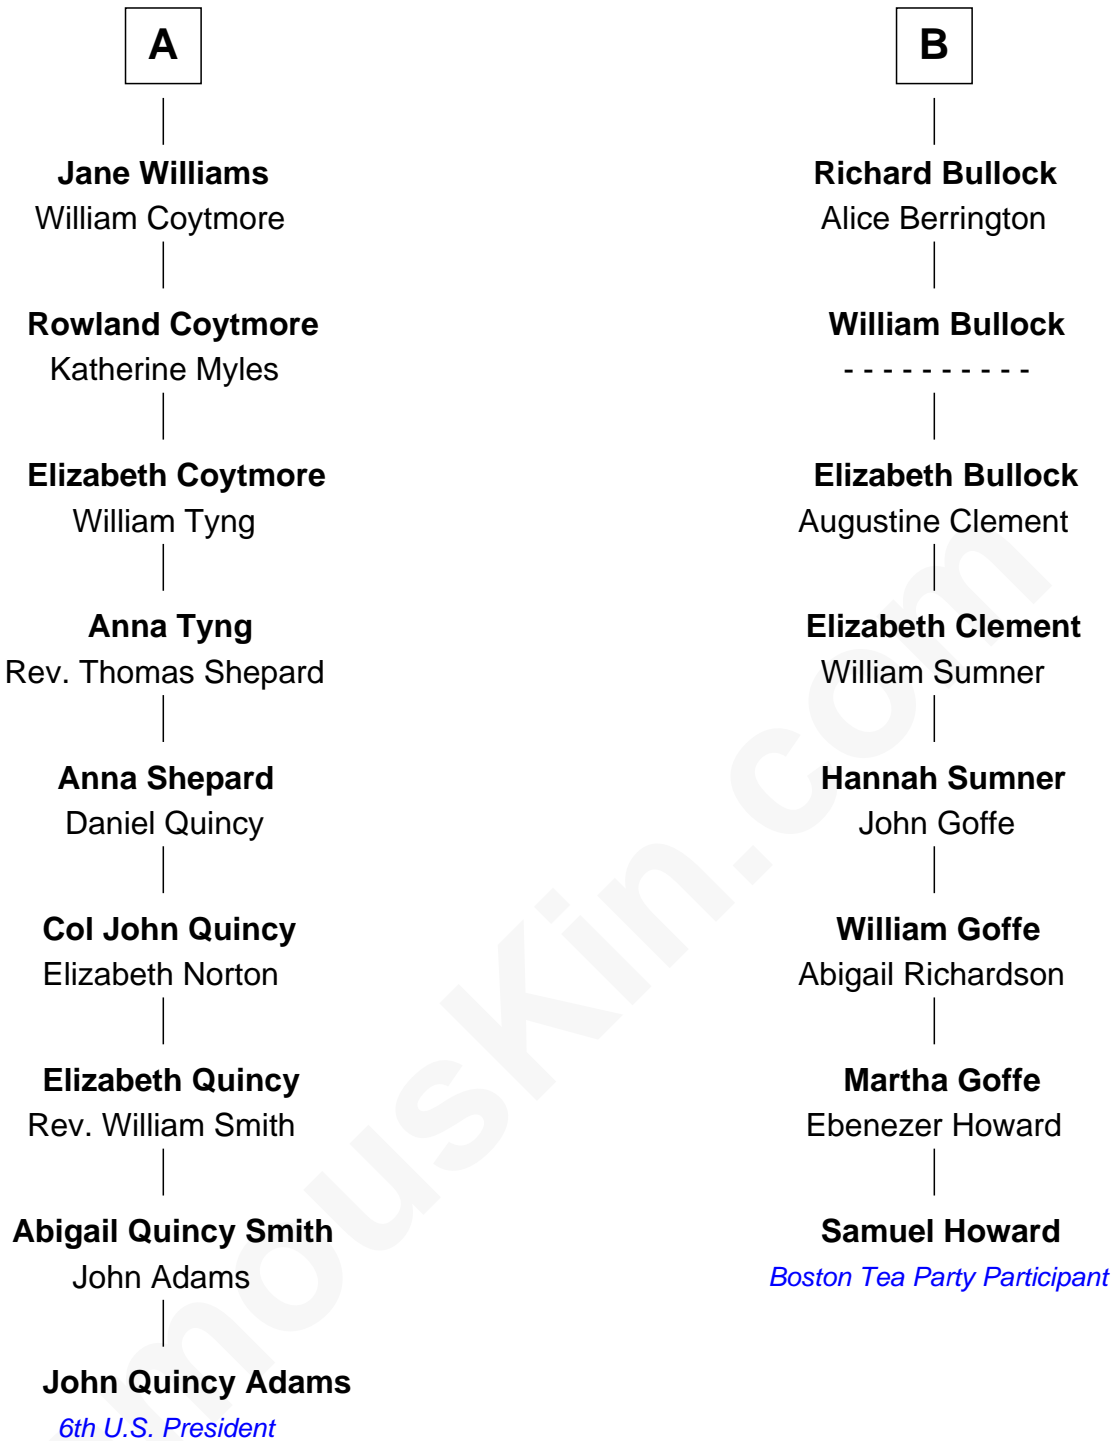 A
Jane Williams
William Coytmore
Rowland Coytmore
Katherine Myles
Elizabeth Coytmore
William Tyng
Anna Tyng
Rev. Thomas Shepard
Anna Shepard
Daniel Quincy
Col John Quincy
Elizabeth Norton
Elizabeth Quincy
Rev. William Smith
Abigail Quincy Smith
John Adams
John Quincy Adams
6th U.S. President
B
Richard Bullock
Alice Berrington
William Bullock
- - - - - - - - - -
Elizabeth Bullock
Augustine Clement
Elizabeth Clement
William Sumner
Hannah Sumner
John Goffe
William Goffe
Abigail Richardson
Martha Goffe
Ebenezer Howard
Samuel Howard
Boston Tea Party Participant
mouskin.com